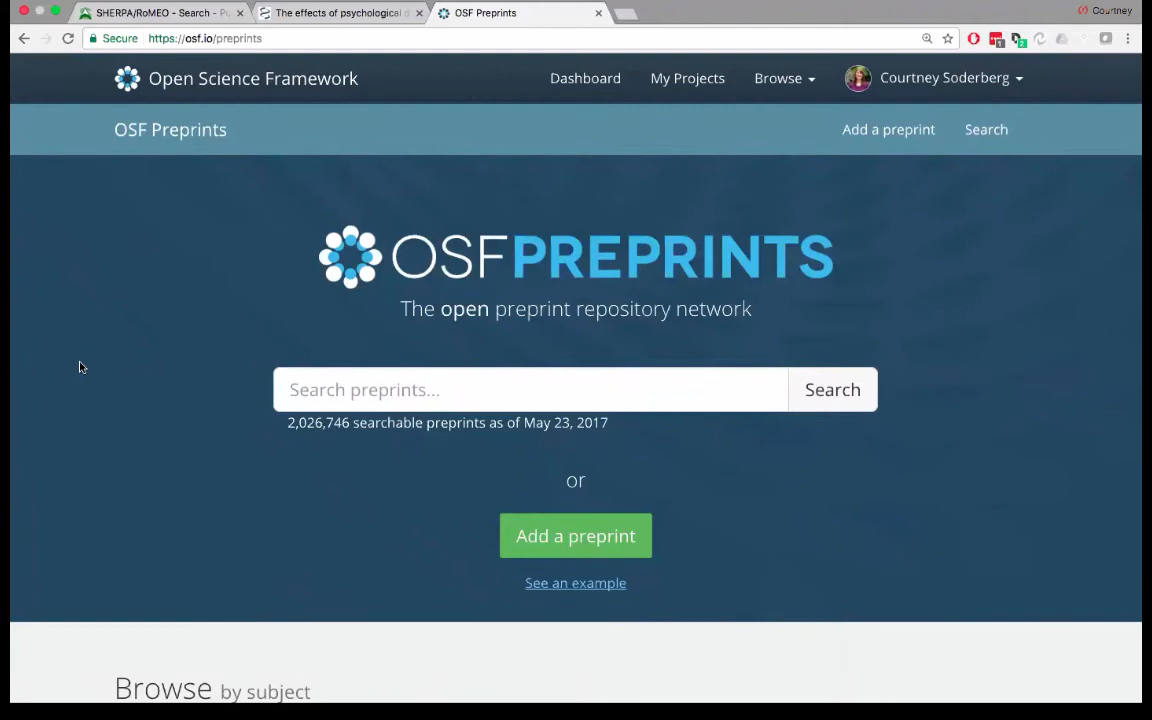 SHERPA/RoMEO - Search - Pu
The effects of psychological d
OSF Preprints
Courtney
Secure
https://osf.io/preprints
Open Science Framework
Dashboard
My Projects
Browse
Courtney Soderberg
OSF Preprints
Add a preprint
Search
OSFPREPRINTS
The open preprint repository network
Search preprints...
Search
2,026,746 searchable preprints as of May 23, 2017
or
Add a preprint
See an example
Browse by subject